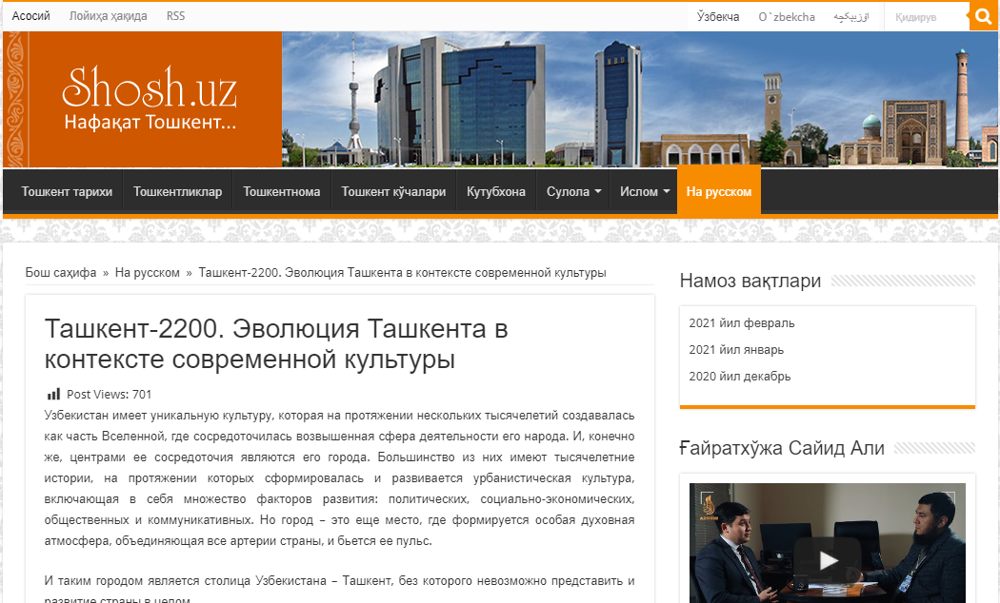 Асосий Лойиҳа ҳақида RSS Ўзбекча O`zbekcha اۉزبېکچه Қидирув
Shosh.uz
Нафақат Тошкент...
Тошкент тарихи Тошкентликлар Тошкентнома Тошкент кўчалари Кутубхона Сулола Ислом На русском
Бош саҳифа » На русском » Ташкент-2200. Эволюция Ташкента в контексте современной культуры
Ташкент-2200. Эволюция Ташкента в
контексте современной культуры
Post Views: 701
Узбекистан имеет уникальную культуру, которая на протяжении нескольких тысячелетий создавалась
как часть Вселенной, где сосредоточилась возвышенная сфера деятельности его народа. И, конечно
же, центрами ее сосредоточия являются его города. Большинство из них имеют тысячелетние
истории, на протяжении которых сформировалась и развивается урбанистическая культура,
включающая в себя множество факторов развития: политических, социально-экономических,
общественных и коммуникативных. Но город – это еще место, где формируется особая духовная
атмосфера, объединяющая все артерии страны, и бьется ее пульс.
И таким городом является столица Узбекистана – Ташкент, без которого невозможно представить и
развитие страны в целом.
Намоз вақтлари
2021 йил февраль
2021 йил январь
2020 йил декабрь
Ғайратхўжа Сайид Али
AZON.UZ